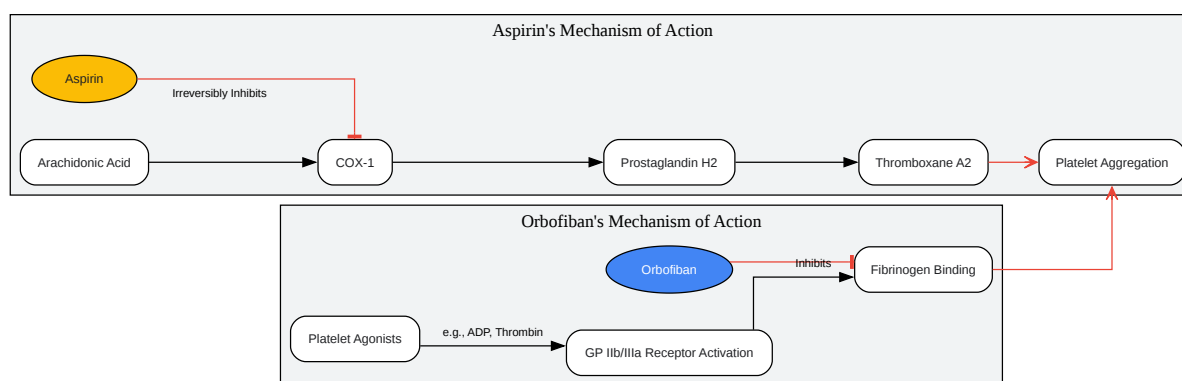 Aspirin's Mechanism of Action
Aspirin
Irreversibly Inhibits
Arachidonic Acid
COX-1
Prostaglandin H2
Thromboxane A2
Platelet Aggregation
Orbofiban's Mechanism of Action
Orbofiban
Inhibits
Fibrinogen Binding
Platelet Agonists
e.g., ADP, Thrombin
GP IIb/IIIa Receptor Activation